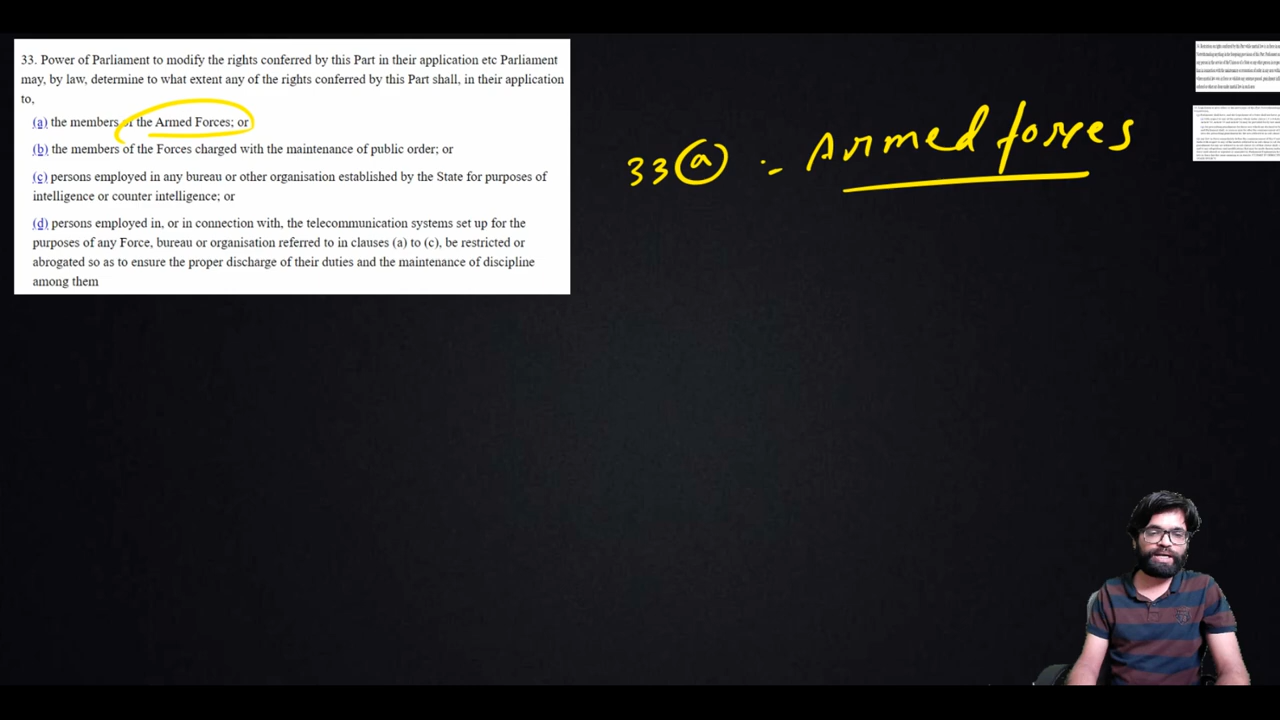 33. Power of Parliament to modify the rights conferred by this Part in their application etc Parliament
may, by law, determine to what extent any of the rights conferred by this Part shall, in their application
to,
(a) the members of the Armed Forces; or
(b) the members of the Forces charged with the maintenance of public order; or
(c) persons employed in any bureau or other organisation established by the State for purposes of
intelligence or counter intelligence; or
(d) persons employed in, or in connection with, the telecommunication systems set up for the
purposes of any Force, bureau or organisation referred to in clauses (a) to (c), be restricted or
abrogated so as to ensure the proper discharge of their duties and the maintenance of discipline
among them
33 (a) :- Armed forces